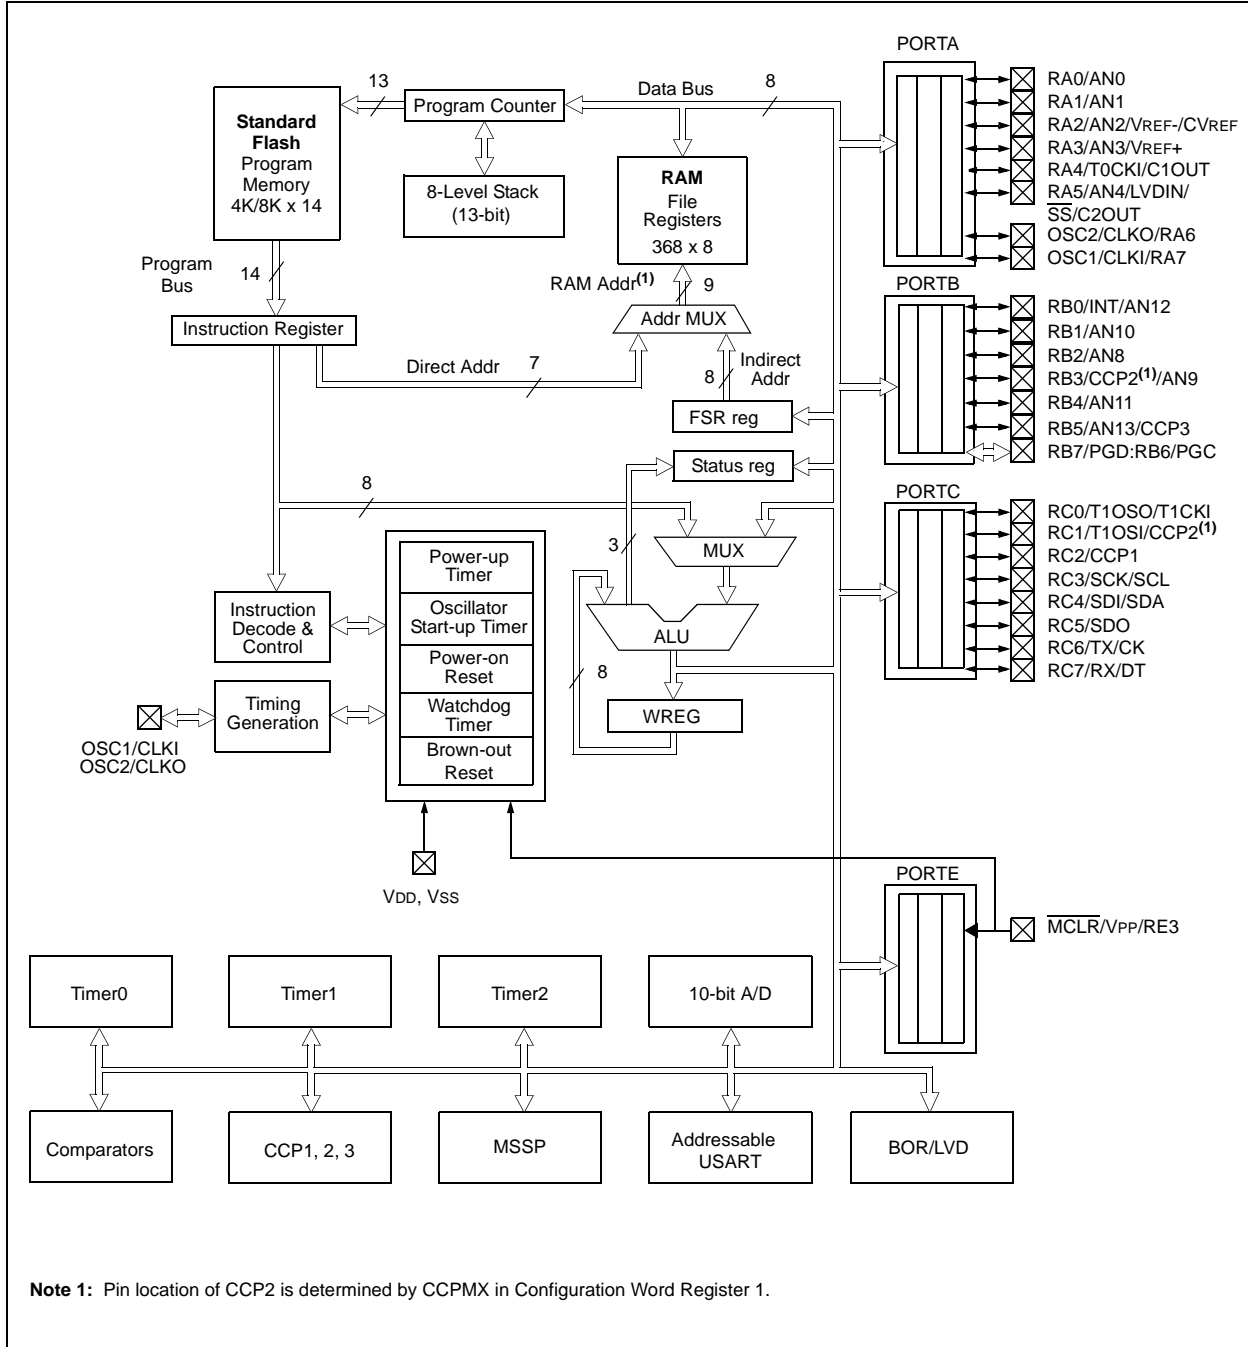 PORTA
13
Data Bus
8
Program Counter
Standard
Flash
Program
Memory
4K/8K x 14
8-Level Stack
(13-bit)
RAM
File
Registers
368 x 8
RA0/AN0
RA1/AN1
RA2/AN2/VREF-/CVREF
RA3/AN3/VREF+
RA4/T0CKI/C1OUT
RA5/AN4/LVDIN/
SS/C2OUT
OSC2/CLKO/RA6
OSC1/CLKI/RA7
Program
Bus
14
RAM Addr(1)
9
PORTB
Instruction Register
Addr MUX
Direct Addr
7
8
Indirect
Addr
FSR reg
Status reg
RB0/INT/AN12
RB1/AN10
RB2/AN8
RB3/CCP2(1)/AN9
RB4/AN11
RB5/AN13/CCP3
RB7/PGD:RB6/PGC
8
3
MUX
ALU
8
WREG
PORTC
RC0/T1OSO/T1CKI
RC1/T1OSI/CCP2(1)
RC2/CCP1
RC3/SCK/SCL
RC4/SDI/SDA
RC5/SDO
RC6/TX/CK
RC7/RX/DT
Power-up
Timer
Oscillator
Start-up Timer
Power-on
Reset
Watchdog
Timer
Brown-out
Reset
Instruction
Decode &
Control
Timing
Generation
OSC1/CLKI
OSC2/CLKO
VDD, VSS
PORTE
MCLR/VPP/RE3
Timer0
Timer1
Timer2
10-bit A/D
Comparators
CCP1, 2, 3
MSSP
Addressable
USART
BOR/LVD
Note 1: Pin location of CCP2 is determined by CCPMX in Configuration Word Register 1.